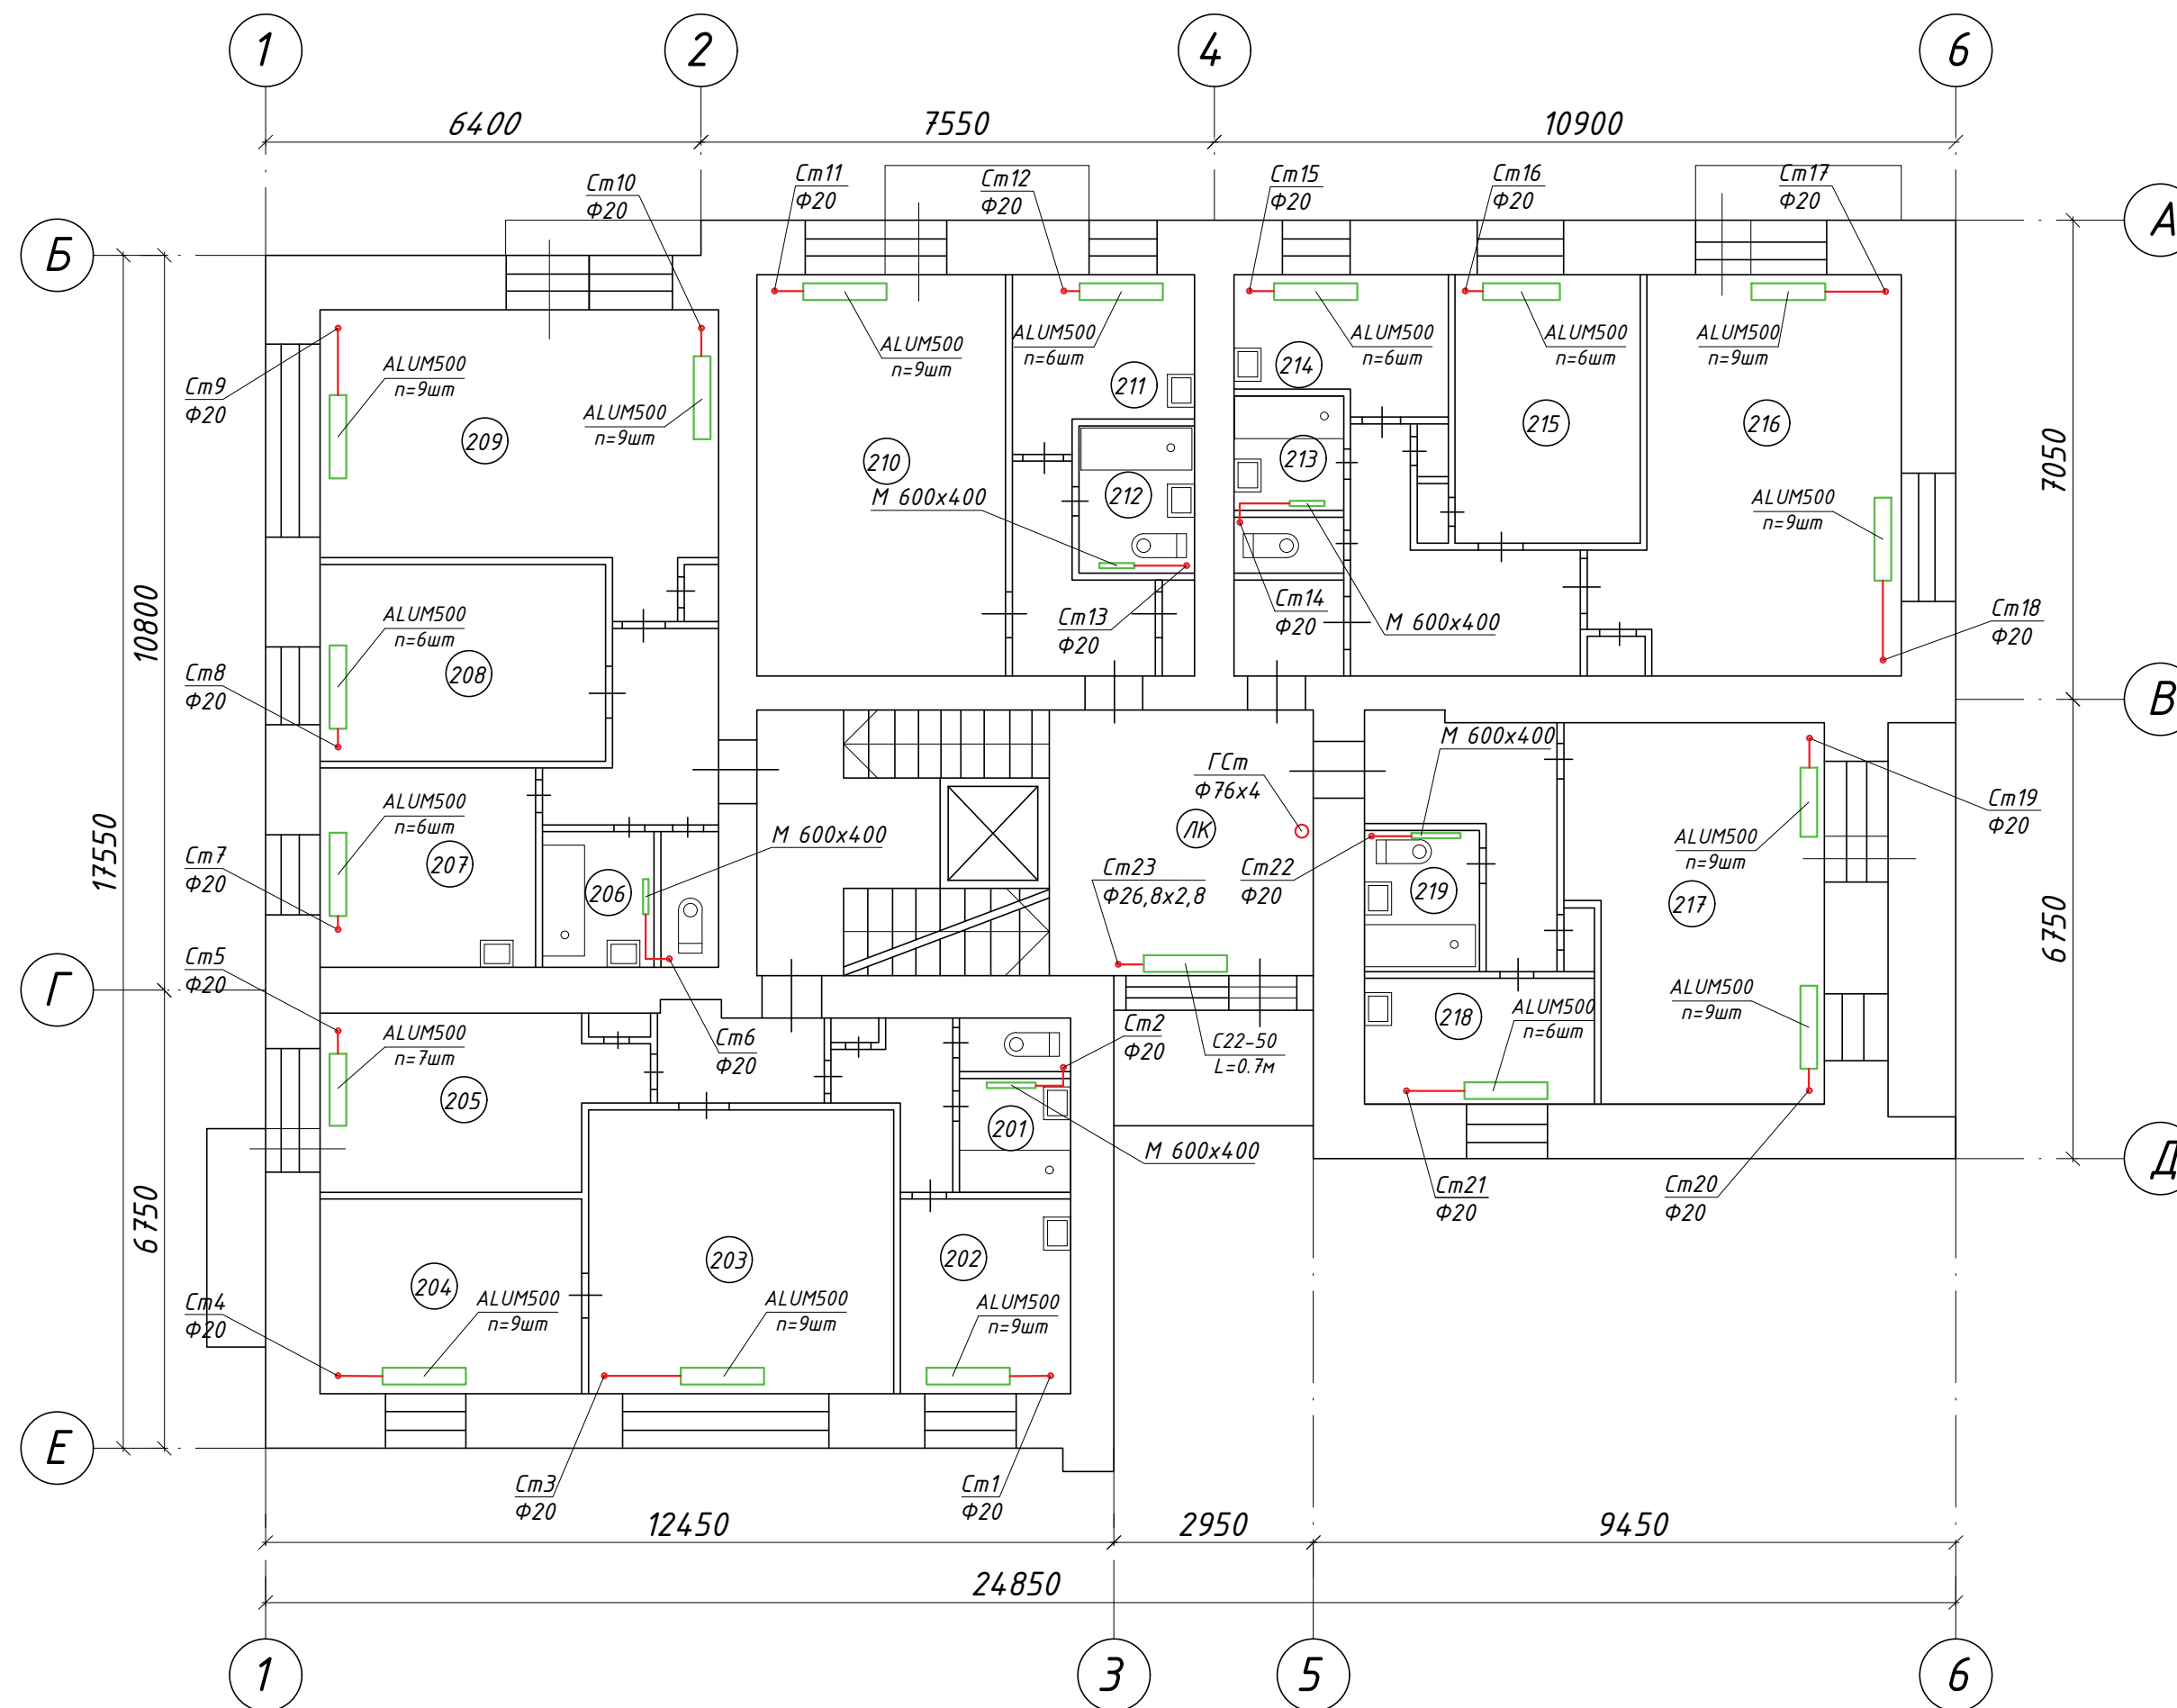 1
2
4
6
6400
7550
10900
Ст10
Ф20
Ст11
Ф20
Ст12
Ф20
Ст15
Ф20
Ст16
Ф20
Ст17
Ф20
А
Б
ALUM500
n=9шт
ALUM500
n=6шт
ALUM500
n=6шт
ALUM500
n=6шт
ALUM500
n=9шт
Ст9
Ф20
ALUM500
n=9шт
ALUM500
n=9шт
209
211
214
215
216
210
213
212
М 600х400
ALUM500
n=9шт
7050
10800
17550
Ст13
Ф20
Ст14
Ф20
М 600х400
Ст18
Ф20
ALUM500
n=6шт
208
Ст8
Ф20
В
ALUM500
n=6шт
207
Ст7
Ф20
206
М 600х400
ГСт
Ф76х4
ЛК
Ст23
Ф26,8х2,8
Ст22
Ф20
М 600х400
219
217
ALUM500
n=9шт
Ст19
Ф20
6750
Ст5
Ф20
Г
ALUM500
n=7шт
205
Ст6
Ф20
Ст2
Ф20
С22-50
L=0.7м
218
ALUM500
n=6шт
ALUM500
n=9шт
201
М 600х400
Д
Ст21
Ф20
Ст20
Ф20
6750
204
203
202
Ст4
Ф20
ALUM500
n=9шт
ALUM500
n=9шт
ALUM500
n=9шт
Е
Ст3
Ф20
Ст1
Ф20
12450
2950
9450
24850
1
3
5
6